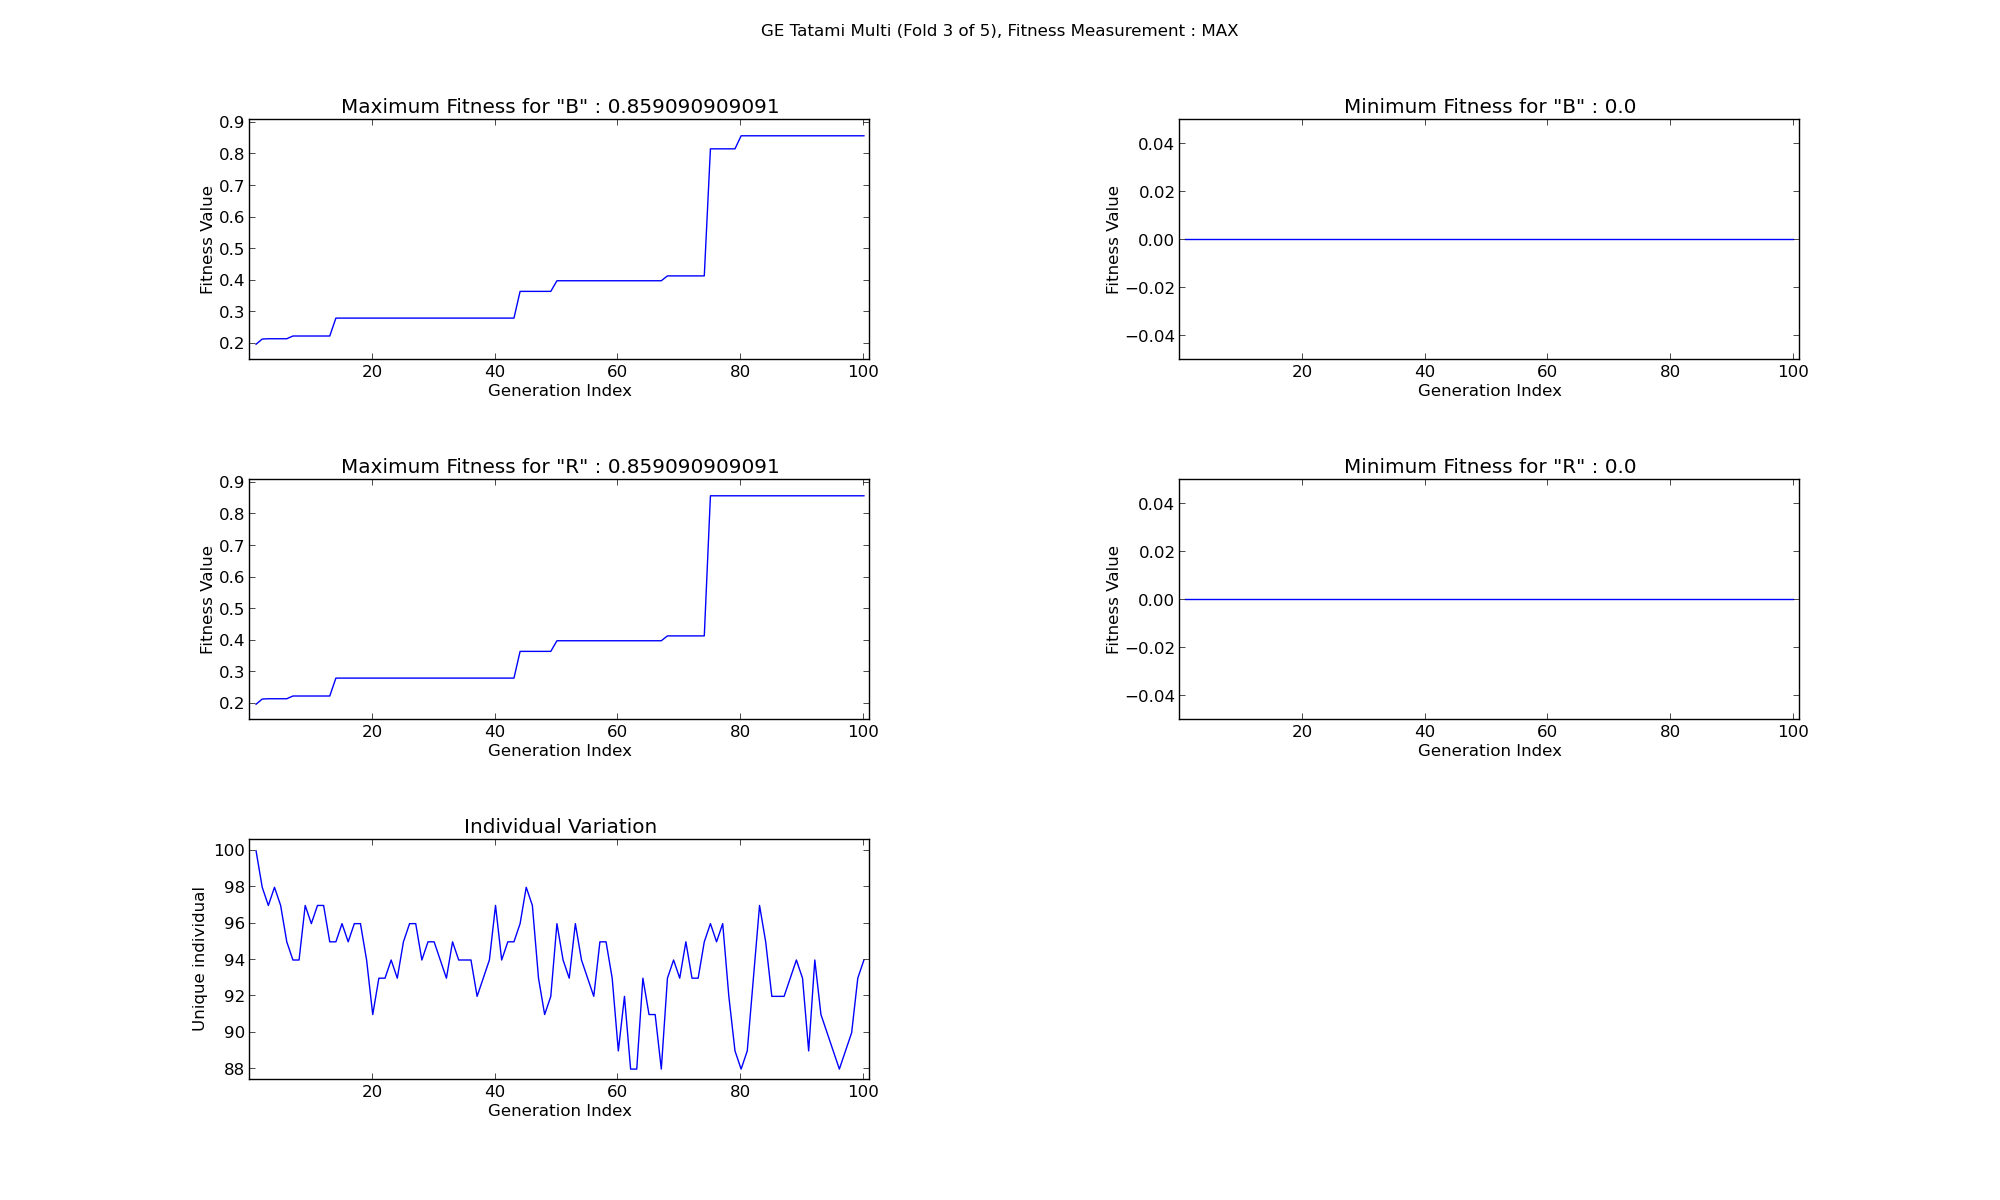 GE Tatami Multi (Fold 3 of 5), Fitness Measurement : MAX
Maximum Fitness for "B" : 0.859090909091
Fitness Value
0.9
0.8
0.7
0.6
0.5
0.4
0.3
0.2
20 40 60 80 100
Generation Index
Minimum Fitness for "B" : 0.0
Fitness Value
0.04
0.02
0.00
−0.02
−0.04
20 40 60 80 100
Generation Index
Maximum Fitness for "R" : 0.859090909091
Fitness Value
0.9
0.8
0.7
0.6
0.5
0.4
0.3
0.2
20 40 60 80 100
Generation Index
Minimum Fitness for "R" : 0.0
Fitness Value
0.04
0.02
0.00
−0.02
−0.04
20 40 60 80 100
Generation Index
Individual Variation
Unique individual
100
98
96
94
92
90
88
20 40 60 80 100
Generation Index